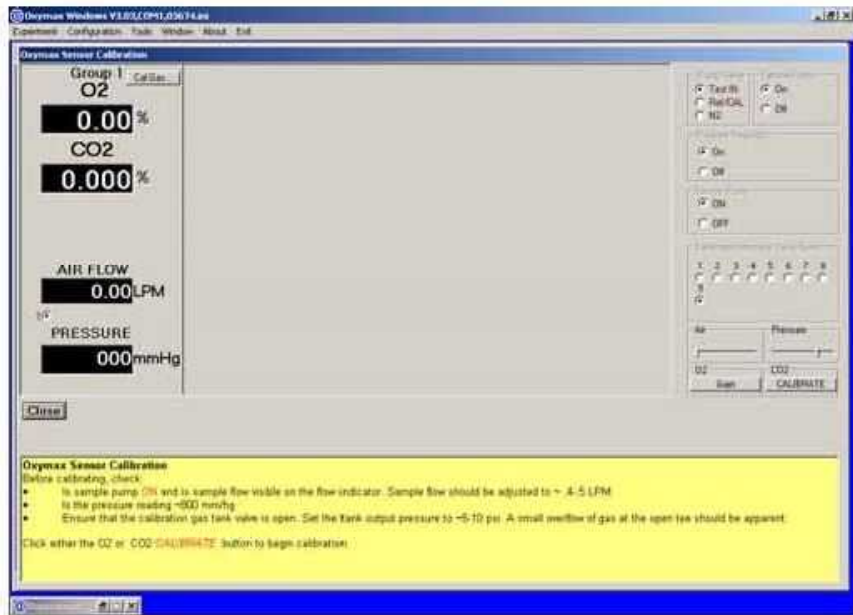 Oxymax Windows V3.03,COM1,03674.au
Experiment Configuration Tools Window About Exit
Oxymax Sensor Calibration
Group 1 Cal Gas...
O2
0.00 %
CO2
0.000 %
AIR FLOW
0.00 LPM
PRESSURE
000 mmHg
Test IN
Ref/CAL
N2
On
Off
On
Off
ON
OFF
1 2 3 4 5 6 7 8
9
Air Pressure
O2 CO2
CALIBRATE
Close
Oxymax Sensor Calibration
Before calibrating, check:
• Is sample pump ON and is sample flow visible on the flow indicator. Sample flow should be adjusted to ~ .4-.5 LPM
• Is the pressure reading ~800 mm/hg
• Ensure that the calibration gas tank valve is open. Set the tank output pressure to ~5-10 psi. A small overflow of gas at the open tee should be apparent.
Click either the O2 or CO2 CALIBRATE button to begin calibration